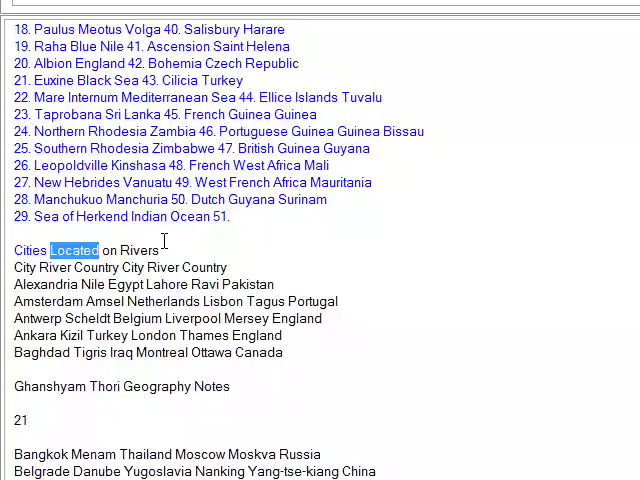 18. Paulus Meotus Volga 40. Salisbury Harare
19. Raha Blue Nile 41. Ascension Saint Helena
20. Albion England 42. Bohemia Czech Republic
21. Euxine Black Sea 43. Cilicia Turkey
22. Mare Internum Mediterranean Sea 44. Ellice Islands Tuvalu
23. Taprobana Sri Lanka 45. French Guinea Guinea
24. Northern Rhodesia Zambia 46. Portuguese Guinea Guinea Bissau
25. Southern Rhodesia Zimbabwe 47. British Guinea Guyana
26. Leopoldville Kinshasa 48. French West Africa Mali
27. New Hebrides Vanuatu 49. West French Africa Mauritania
28. Manchukuo Manchuria 50. Dutch Guyana Surinam
29. Sea of Herkend Indian Ocean 51.
Cities Located on Rivers
City River Country City River Country
Alexandria Nile Egypt Lahore Ravi Pakistan
Amsterdam Amsel Netherlands Lisbon Tagus Portugal
Antwerp Scheldt Belgium Liverpool Mersey England
Ankara Kizil Turkey London Thames England
Baghdad Tigris Iraq Montreal Ottawa Canada
Ghanshyam Thori Geography Notes
21
Bangkok Menam Thailand Moscow Moskva Russia
Belgrade Danube Yugoslavia Nanking Yang-tse-kiang China